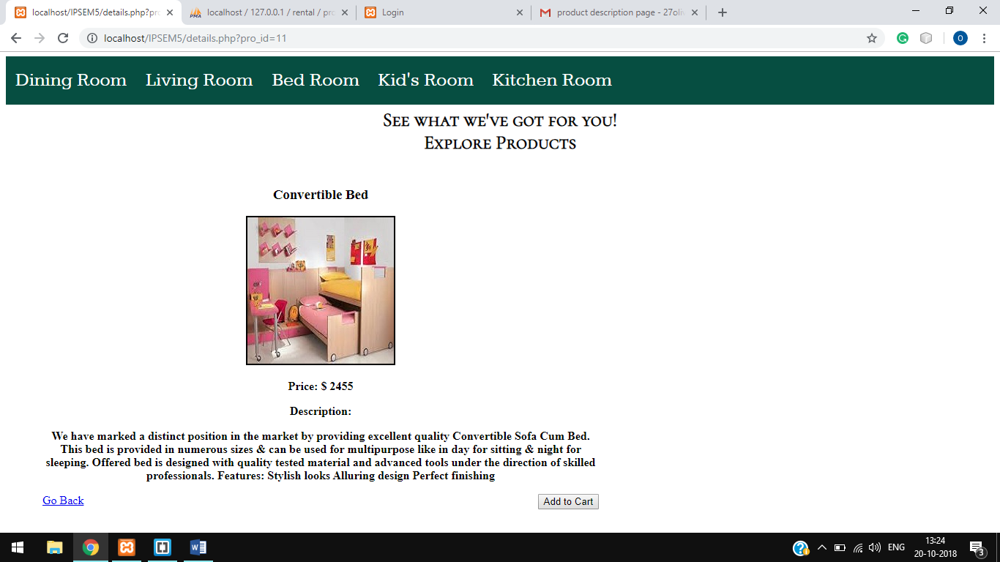 localhost/IPSEM5/details.php?pro
localhost / 127.0.0.1 / rental / pro
Login
product description page - 27oliv
localhost/IPSEM5/details.php?pro_id=11
O
Dining Room Living Room Bed Room Kid's Room Kitchen Room
See what we've got for you!
Explore Products
Convertible Bed
Price: $ 2455
Description:
We have marked a distinct position in the market by providing excellent quality Convertible Sofa Cum Bed.
This bed is provided in numerous sizes & can be used for multipurpose like in day for sitting & night for
sleeping. Offered bed is designed with quality tested material and advanced tools under the direction of skilled
professionals. Features: Stylish looks Alluring design Perfect finishing
Go Back Add to Cart
ENG
13:24
20-10-2018
3